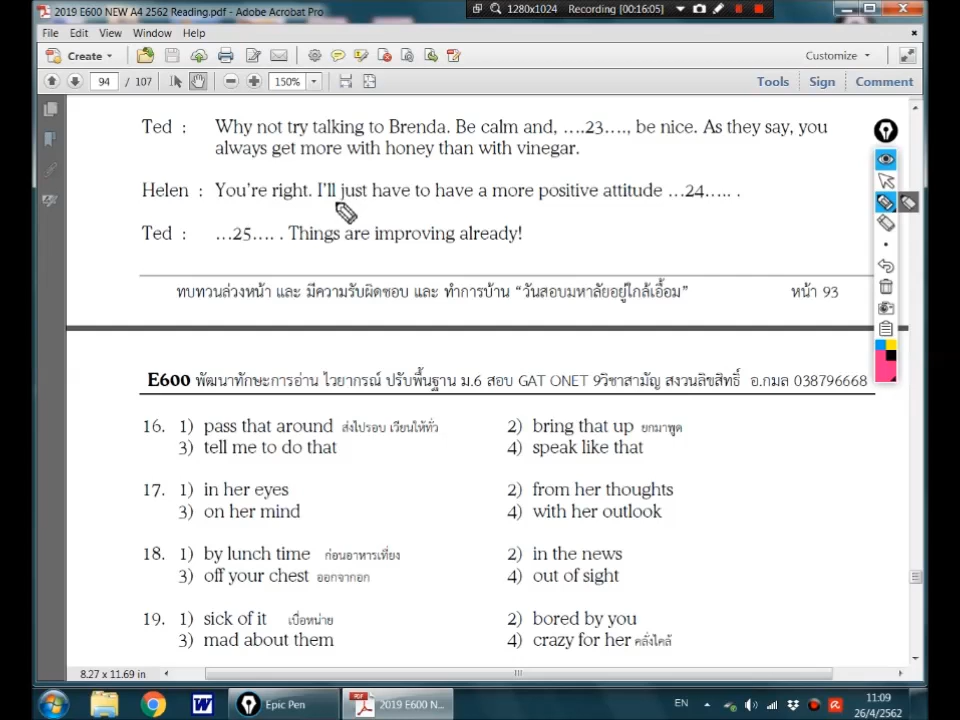 2019 E600 NEW A4 2562 Reading.pdf - Adobe Acrobat Pro
1280x1024 Recording [00:16:05]
File Edit View Window Help
Create Customize
94 / 107 150% Tools Sign Comment
Ted : Why not try talking to Brenda. Be calm and, ….23…., be nice. As they say, you
always get more with honey than with vinegar.
Helen : You're right. I'll just have to have a more positive attitude …24….. .
Ted : …25…. . Things are improving already!
ทบทวนล่วงหน้า และ มีความรับผิดชอบ และ ทำการบ้าน “วันสอบมหาลัยอยู่ใกล้เอื้อม” หน้า 93
E600 พัฒนาทักษะการอ่าน ไวยากรณ์ ปรับพื้นฐาน ม.6 สอบ GAT ONET 9วิชาสามัญ สงวนลิขสิทธิ์ อ.กมล 038796668
16. 1) pass that around ส่งไปรอบ เวียนให้ทั่ว 2) bring that up ยกมาพูด
3) tell me to do that 4) speak like that
17. 1) in her eyes 2) from her thoughts
3) on her mind 4) with her outlook
18. 1) by lunch time ก่อนอาหารเที่ยง 2) in the news
3) off your chest ออกจากอก 4) out of sight
19. 1) sick of it เบื่อหน่าย 2) bored by you
3) mad about them 4) crazy for her คลั่งไคล้
8.27 x 11.69 in
Epic Pen 2019 E600 N... EN 11:09
26/4/2562